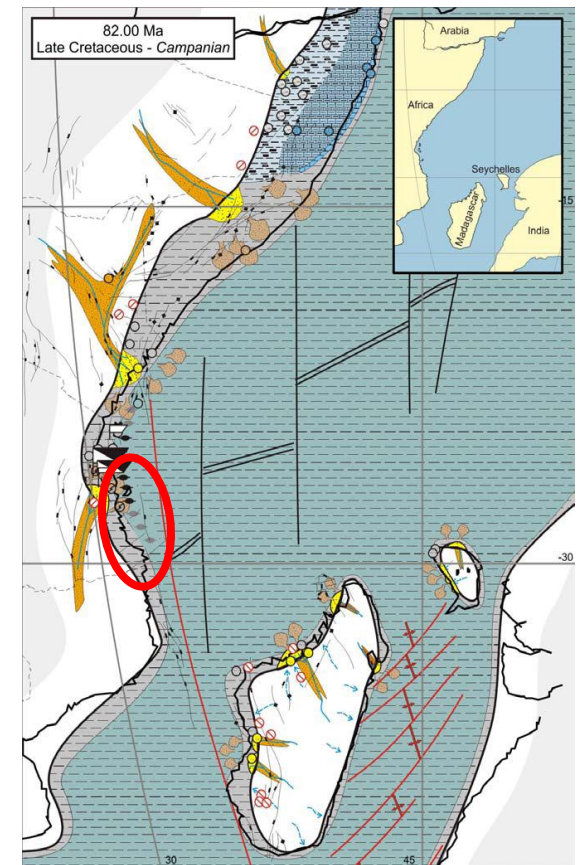 82.00 Ma
Late Cretaceous - Campanian
Arabia
Africa
Seychelles
Madagascar
India
-15
-30
30
45